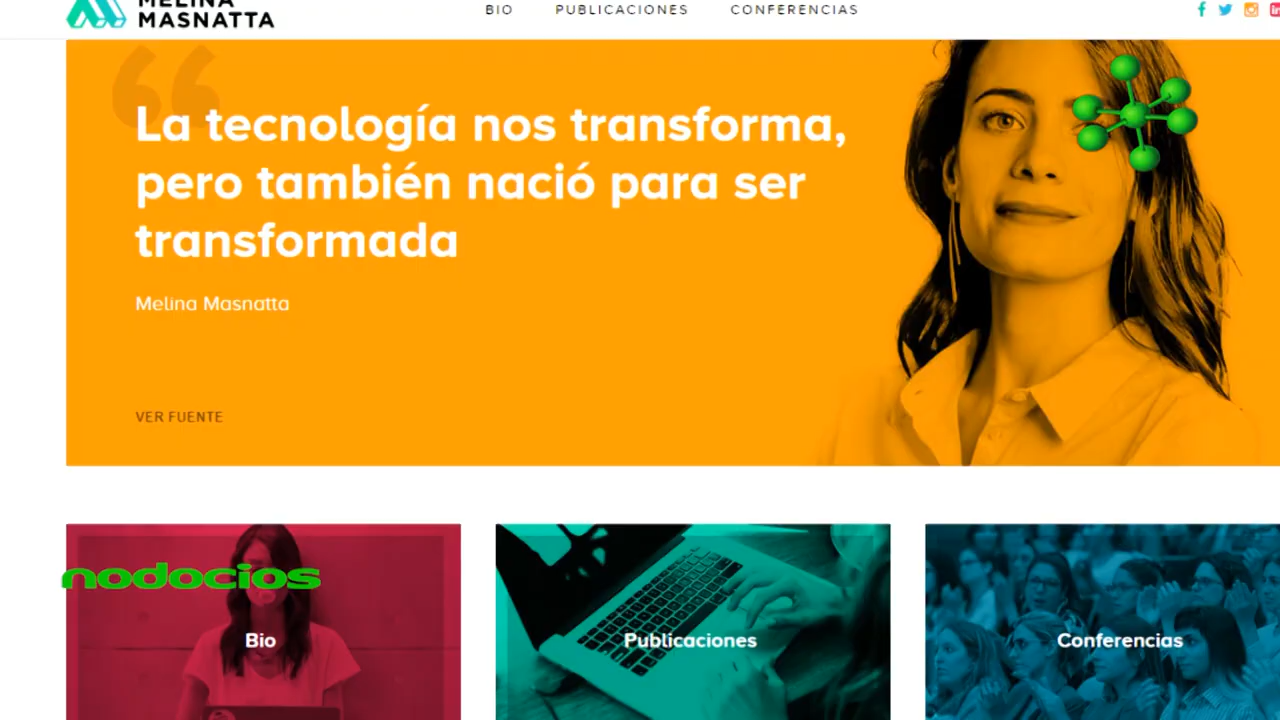 MELINA
MASNATTA
BIO
PUBLICACIONES
CONFERENCIAS
La tecnología nos transforma,
pero también nació para ser
transformada
Melina Masnatta
VER FUENTE
nodocios
Bio
Publicaciones
Conferencias